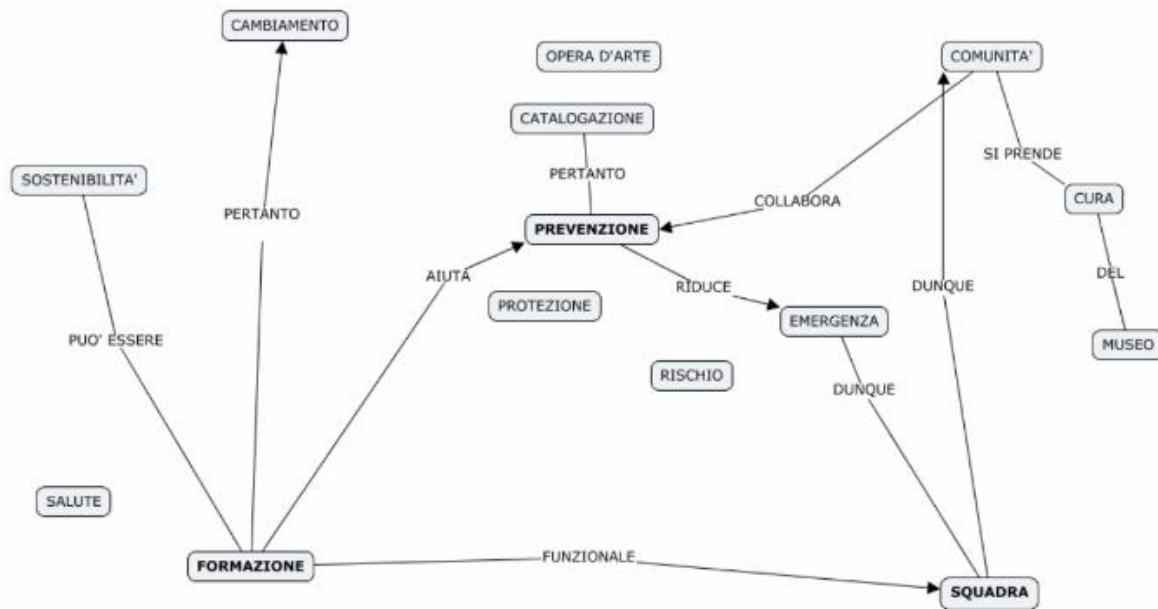 CAMBIAMENTO
OPERA D'ARTE
COMUNITA'
CATALOGAZIONE
SI PRENDE
SOSTENIBILITA'
PERTANTO
CURA
COLLABORA
PERTANTO
PREVENZIONE
AIUTA
RIDUCE
DUNQUE
DEL
PROTEZIONE
EMERGENZA
PUO' ESSERE
MUSEO
RISCHIO
DUNQUE
SALUTE
FUNZIONALE
FORMAZIONE
SQUADRA